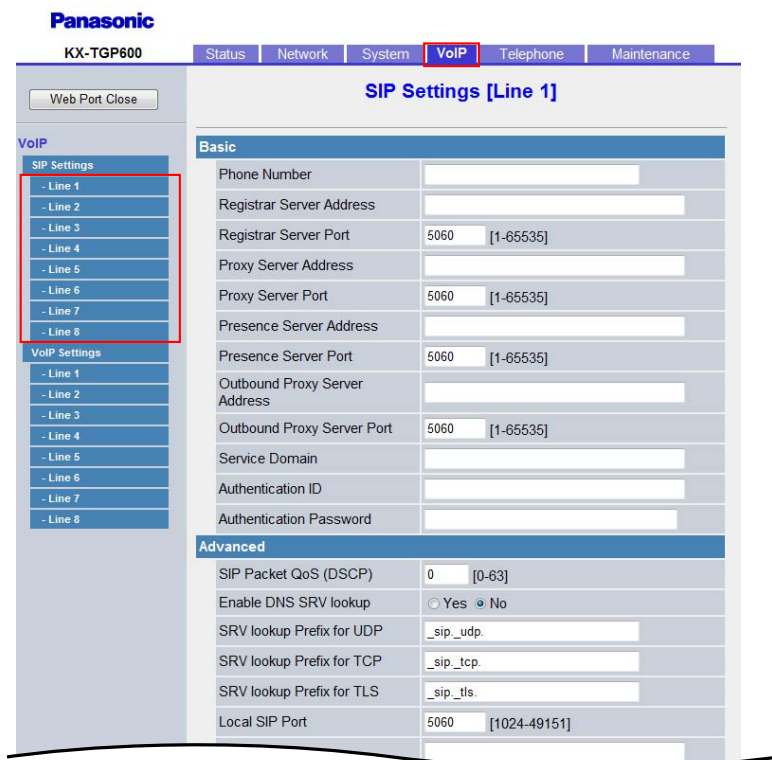 Panasonic
KX-TGP600
Status Network System VoIP Telephone Maintenance
Web Port Close
SIP Settings [Line 1]
VoIP
SIP Settings
- Line 1
- Line 2
- Line 3
- Line 4
- Line 5
- Line 6
- Line 7
- Line 8
VoIP Settings
- Line 1
- Line 2
- Line 3
- Line 4
- Line 5
- Line 6
- Line 7
- Line 8
Basic
Phone Number
Registrar Server Address
Registrar Server Port 5060 [1-65535]
Proxy Server Address
Proxy Server Port 5060 [1-65535]
Presence Server Address
Presence Server Port 5060 [1-65535]
Outbound Proxy Server
Address
Outbound Proxy Server Port 5060 [1-65535]
Service Domain
Authentication ID
Authentication Password
Advanced
SIP Packet QoS (DSCP) 0 [0-63]
Enable DNS SRV lookup Yes No
SRV lookup Prefix for UDP _sip._udp.
SRV lookup Prefix for TCP _sip._tcp.
SRV lookup Prefix for TLS _sip._tls.
Local SIP Port 5060 [1024-49151]